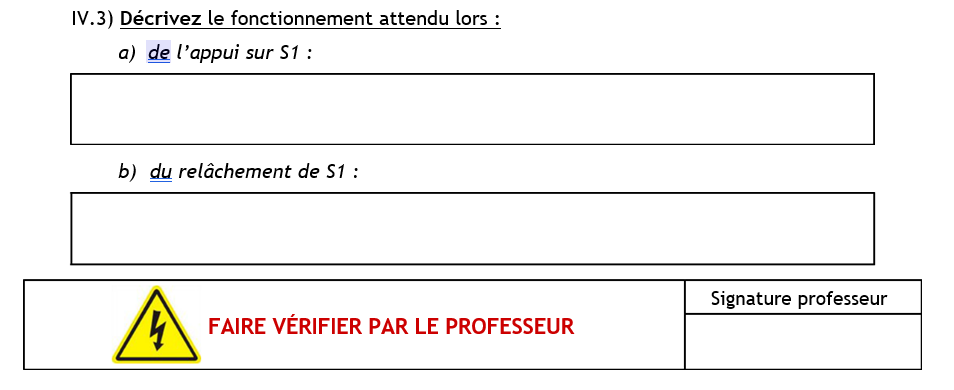 IV.3) Décrivez le fonctionnement attendu lors :
a) de l’appui sur S1 :
b) du relâchement de S1 :
FAIRE VÉRIFIER PAR LE PROFESSEUR
Signature professeur